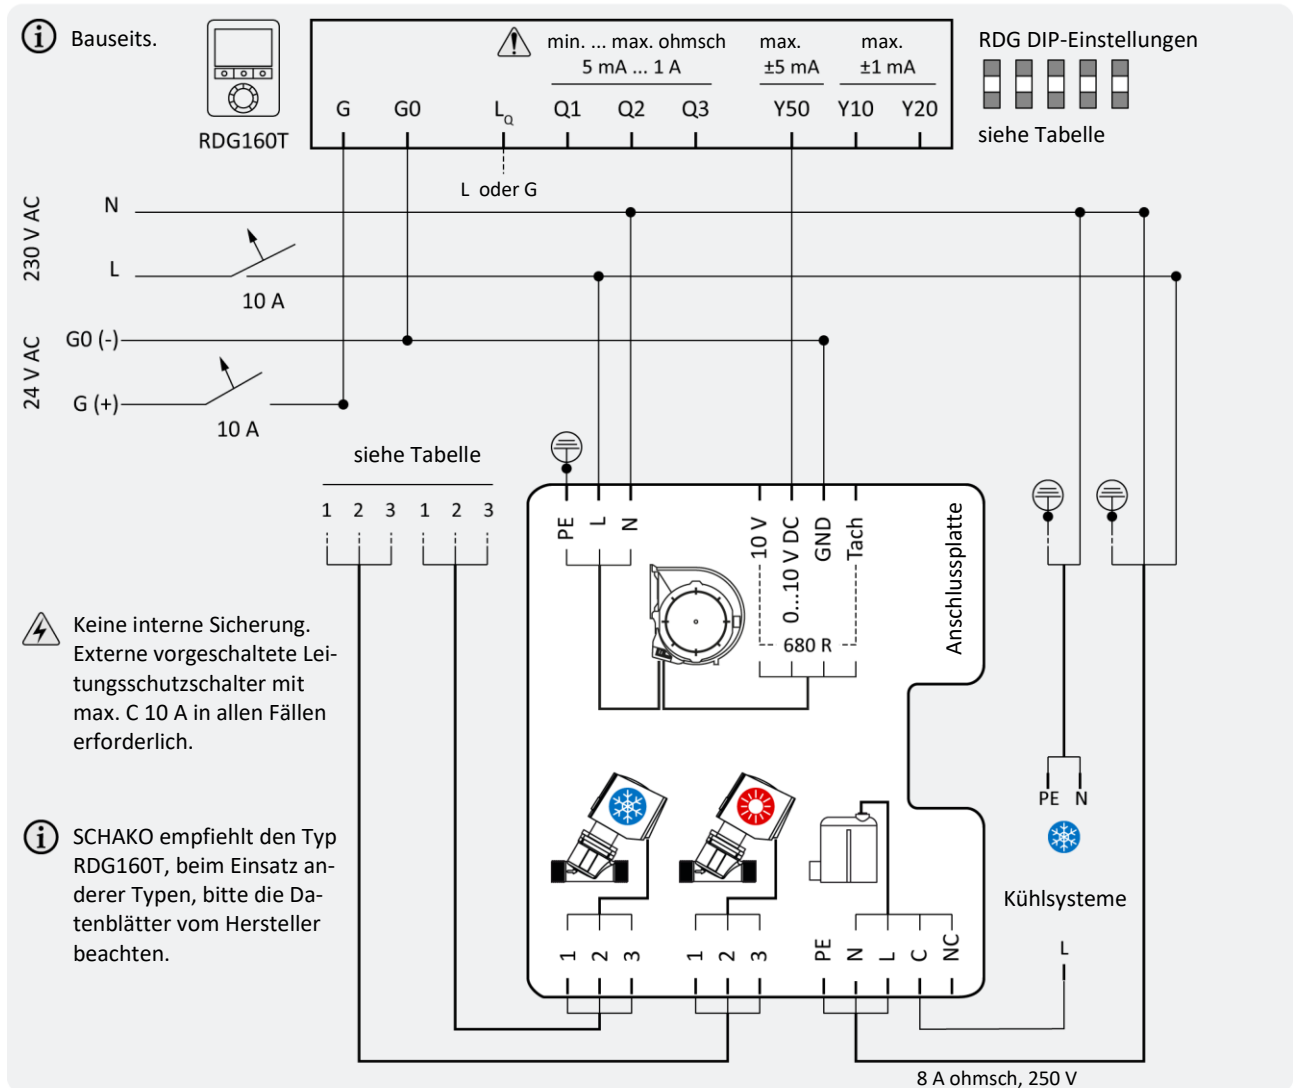 Bauseits.
RDG160T
min. ... max. ohmsch
5 mA ... 1 A
max.
±5 mA
max.
±1 mA
G G0 LQ Q1 Q2 Q3 Y50 Y10 Y20
L oder G
RDG DIP-Einstellungen
siehe Tabelle
230 V AC
N
L
10 A
24 V AC
G0 (-)
G (+)
10 A
siehe Tabelle
1 2 3 1 2 3
PE L N
10 V 0...10 V DC GND Tach
680 R
Anschlussplatte
Keine interne Sicherung.
Externe vorgeschaltete Lei-
tungsschutzschalter mit
max. C 10 A in allen Fällen
erforderlich.
SCHAKO empfiehlt den Typ
RDG160T, beim Einsatz an-
derer Typen, bitte die Da-
tenblätter vom Hersteller
beachten.
PE N
Kühlsysteme
L
1 2 3 1 2 3 PE N L C NC
8 A ohmsch, 250 V